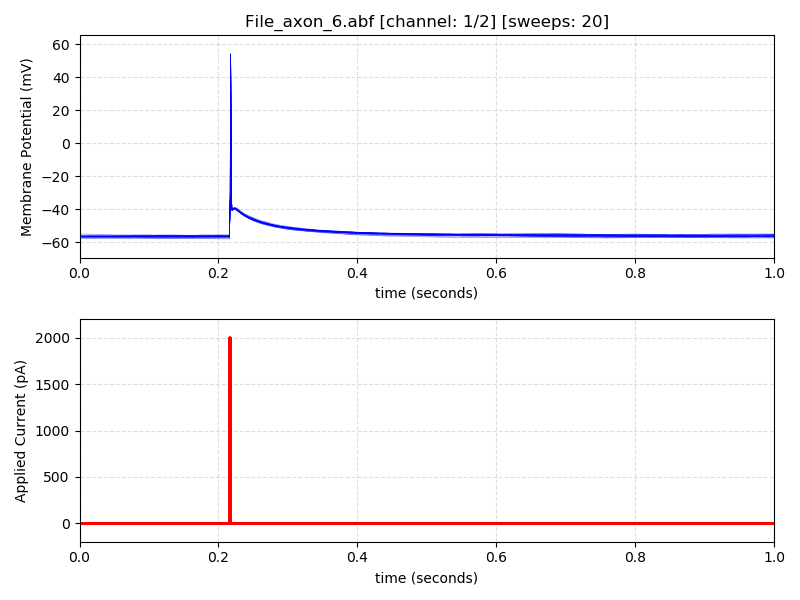 File_axon_6.abf [channel: 1/2] [sweeps: 20]
Membrane Potential (mV)
60
40
20
0
−20
−40
−60
0.0 0.2 0.4 0.6 0.8 1.0
time (seconds)
Applied Current (pA)
2000
1500
1000
500
0
0.0 0.2 0.4 0.6 0.8 1.0
time (seconds)